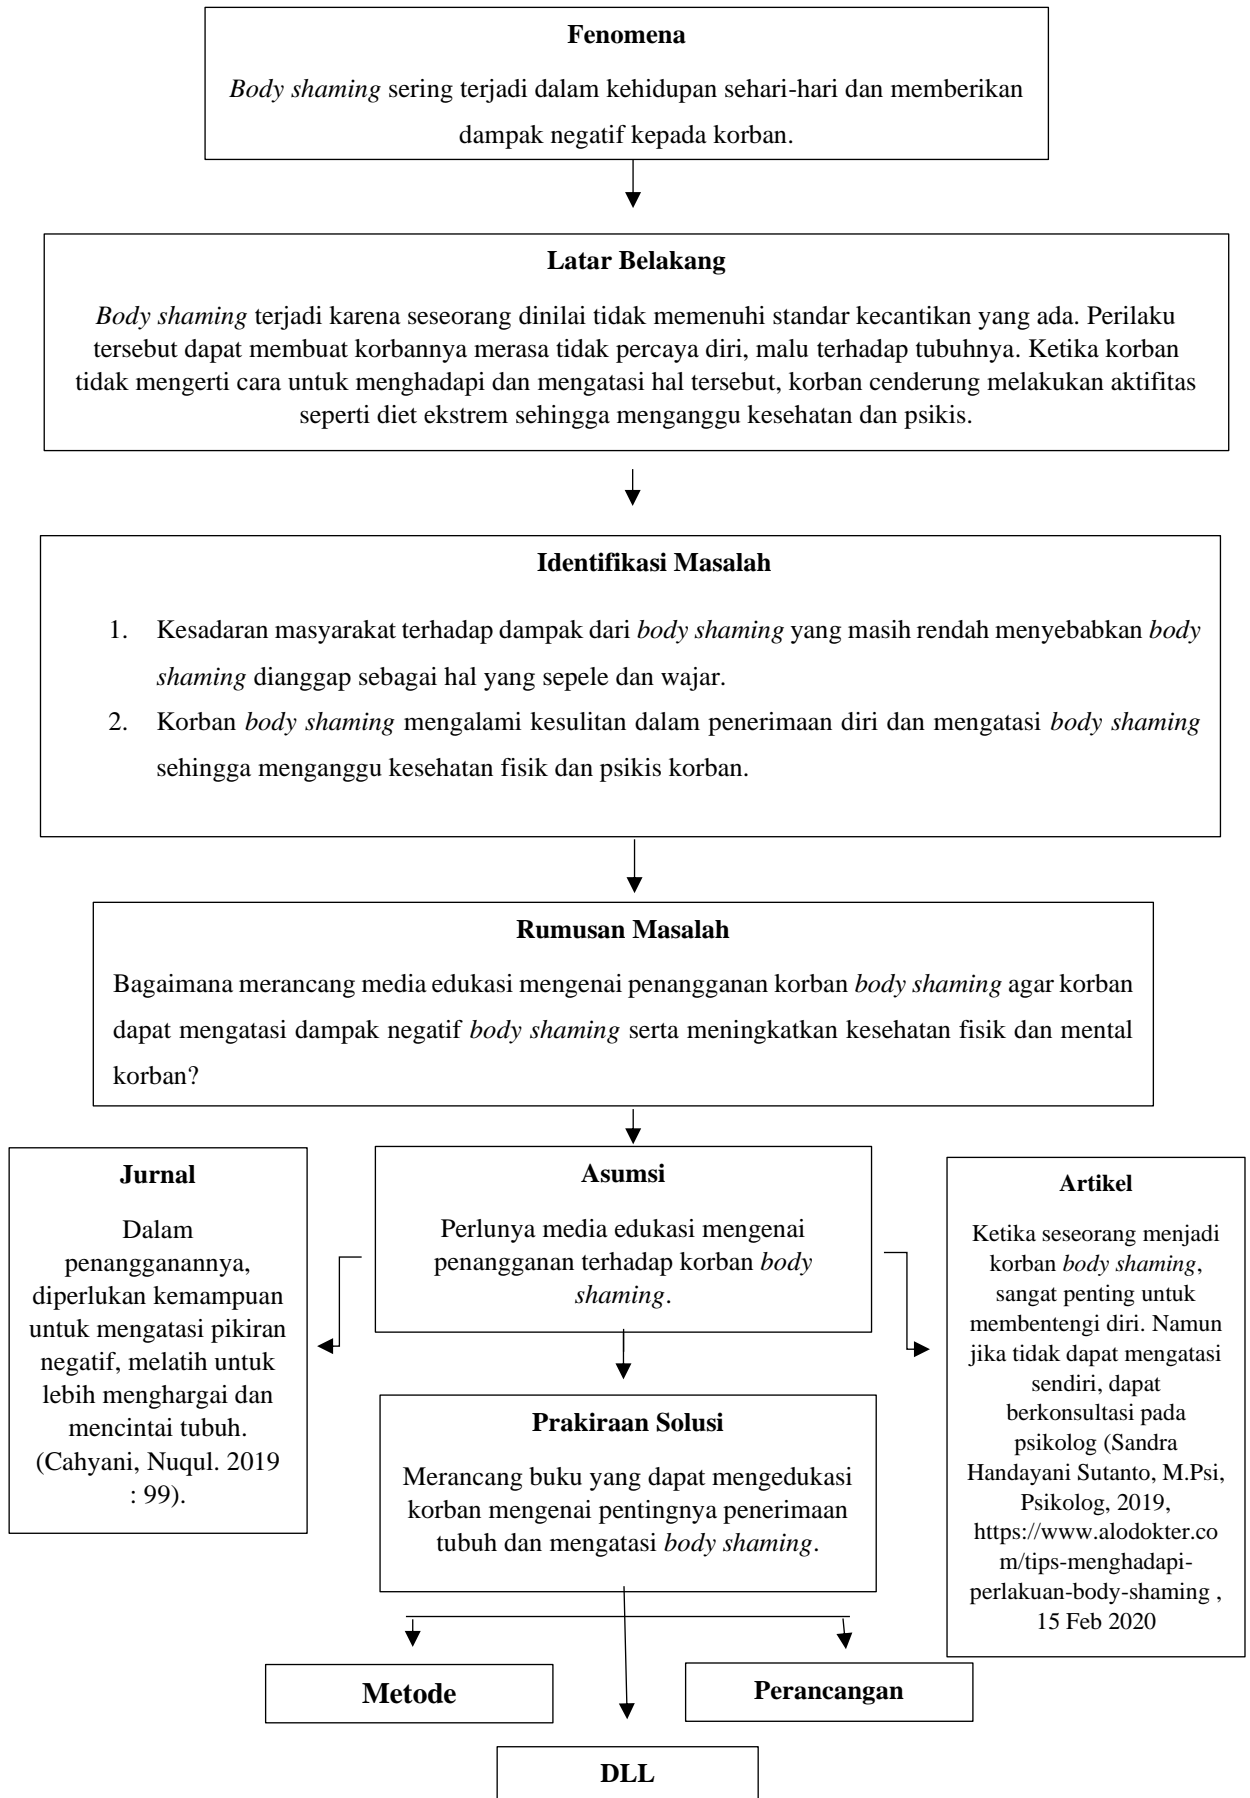 Fenomena
Body shaming sering terjadi dalam kehidupan sehari-hari dan memberikan
dampak negatif kepada korban.
Latar Belakang
Body shaming terjadi karena seseorang dinilai tidak memenuhi standar kecantikan yang ada. Perilaku
tersebut dapat membuat korbannya merasa tidak percaya diri, malu terhadap tubuhnya. Ketika korban
tidak mengerti cara untuk menghadapi dan mengatasi hal tersebut, korban cenderung melakukan aktifitas
seperti diet ekstrem sehingga menganggu kesehatan dan psikis.
Identifikasi Masalah
1. Kesadaran masyarakat terhadap dampak dari body shaming yang masih rendah menyebabkan body
shaming dianggap sebagai hal yang sepele dan wajar.
2. Korban body shaming mengalami kesulitan dalam penerimaan diri dan mengatasi body shaming
sehingga menganggu kesehatan fisik dan psikis korban.
Rumusan Masalah
Bagaimana merancang media edukasi mengenai penangganan korban body shaming agar korban
dapat mengatasi dampak negatif body shaming serta meningkatkan kesehatan fisik dan mental
korban?
Jurnal
Dalam
penangganannya,
diperlukan kemampuan
untuk mengatasi pikiran
negatif, melatih untuk
lebih menghargai dan
mencintai tubuh.
(Cahyani, Nuqul. 2019
: 99).
Asumsi
Perlunya media edukasi mengenai
penangganan terhadap korban body
shaming.
Artikel
Ketika seseorang menjadi
korban body shaming,
sangat penting untuk
membentengi diri. Namun
jika tidak dapat mengatasi
sendiri, dapat
berkonsultasi pada
psikolog (Sandra
Handayani Sutanto, M.Psi,
Psikolog, 2019,
https://www.alodokter.co
m/tips-menghadapi-
perlakuan-body-shaming ,
15 Feb 2020
Prakiraan Solusi
Merancang buku yang dapat mengedukasi
korban mengenai pentingnya penerimaan
tubuh dan mengatasi body shaming.
Metode
Perancangan
DLL